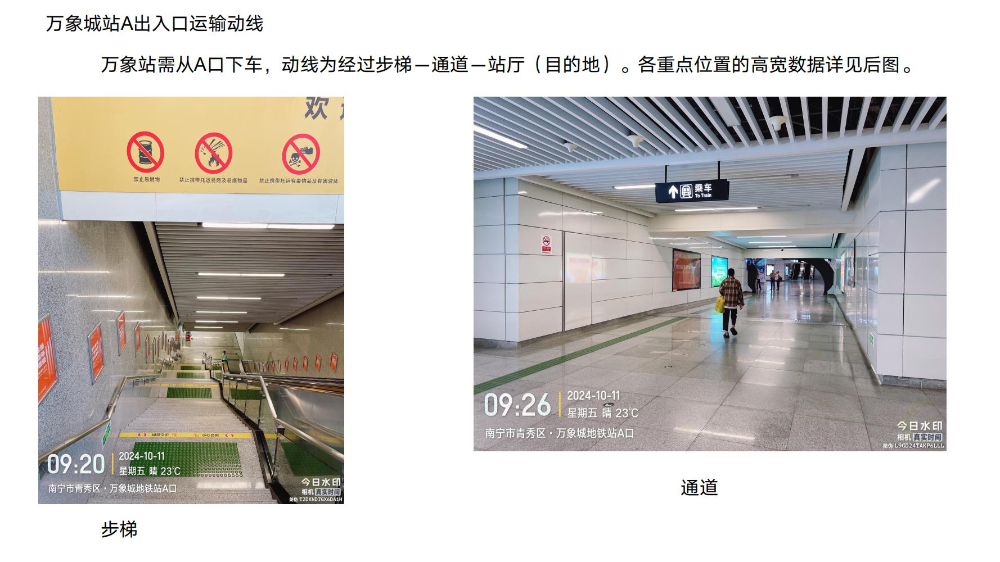 万象城站A出入口运输动线
万象站需从A口下车，动线为经过步梯—通道—站厅（目的地）。各重点位置的高宽数据详见后图。
欢
禁止易燃物
禁止携带托运易燃及易爆物品
禁止携带托运有毒物品及有害液体
小心台阶
小心台阶
09:20
2024-10-11
星期五 晴 23℃
南宁市青秀区·万象城地铁站A口
今日水印
相机 真实时间
防伪 T2DXNDTGX6DA1H
步梯
乘车
To Train
09:26
2024-10-11
星期五 晴 23℃
南宁市青秀区·万象城地铁站A口
今日水印
相机 真实时间
防伪 L9GD24TAKP6LLL
通道